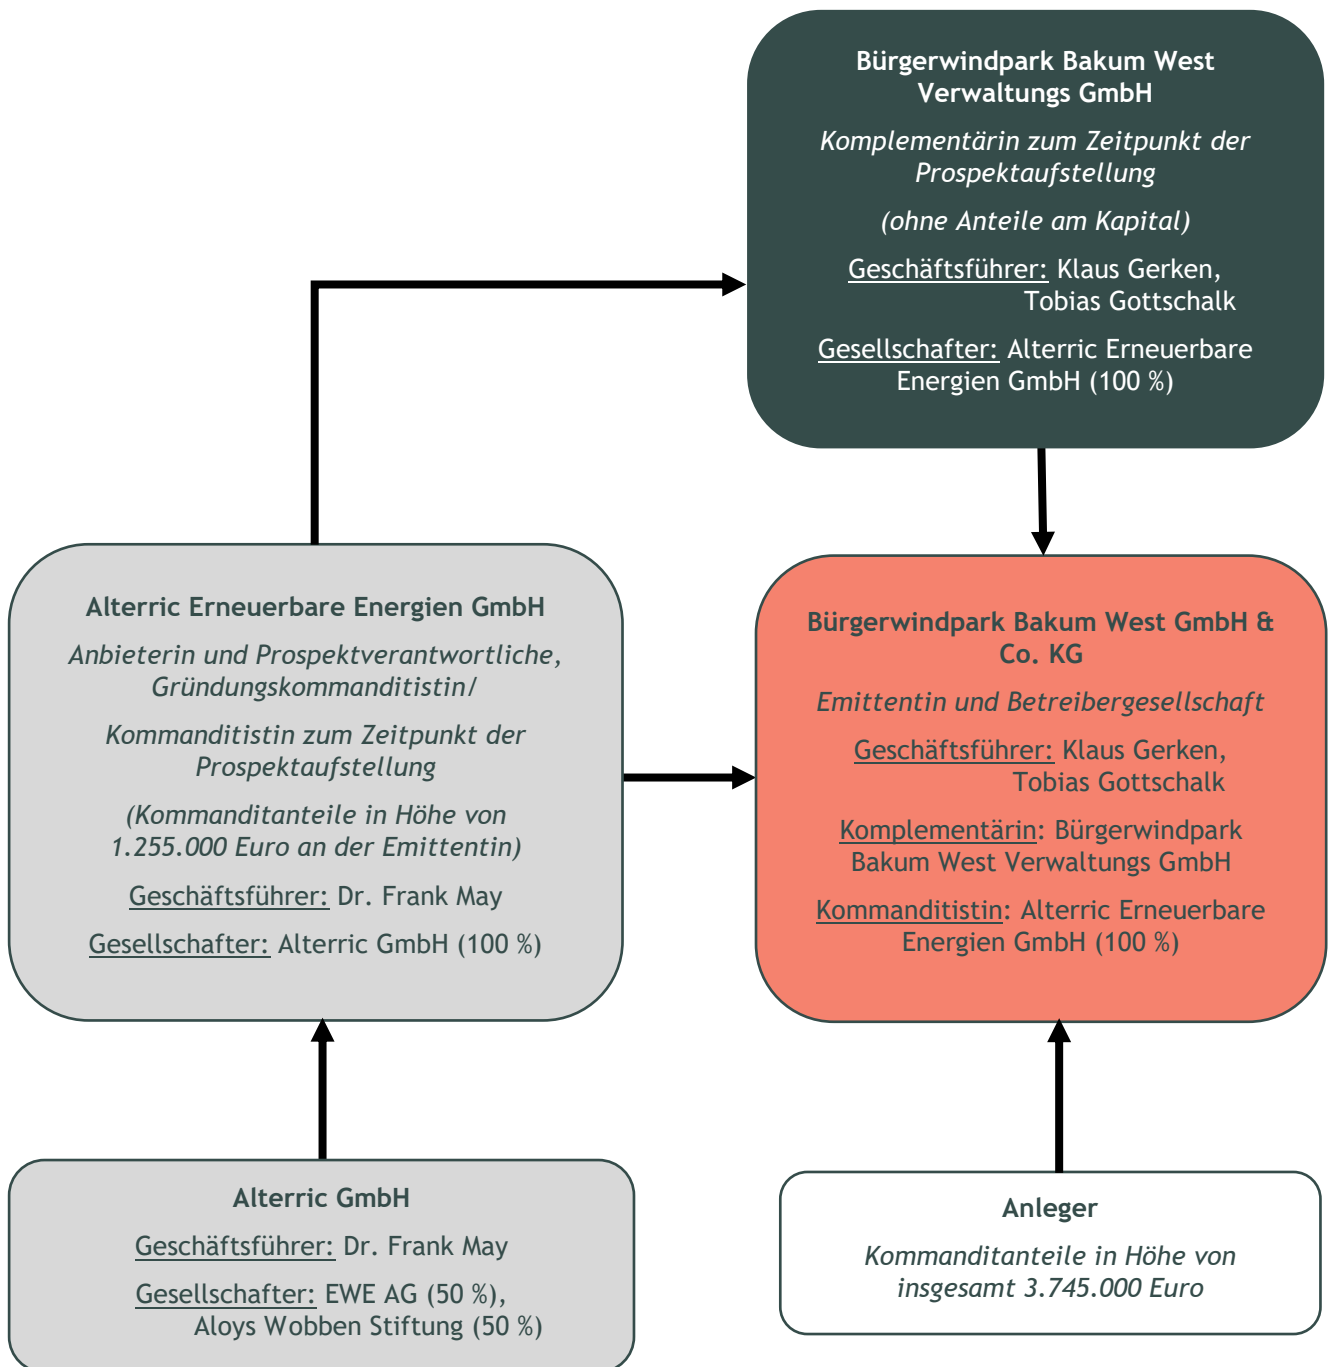 Bürgerwindpark Bakum West
Verwaltungs GmbH
Komplementärin zum Zeitpunkt der
Prospektaufstellung
(ohne Anteile am Kapital)
Geschäftsführer: Klaus Gerken,
Tobias Gottschalk
Gesellschafter: Alterric Erneuerbare
Energien GmbH (100 %)
Alterric Erneuerbare Energien GmbH
Anbieterin und Prospektverantwortliche,
Gründungskommanditistin/
Kommanditistin zum Zeitpunkt der
Prospektaufstellung
(Kommanditanteile in Höhe von
1.255.000 Euro an der Emittentin)
Geschäftsführer: Dr. Frank May
Gesellschafter: Alterric GmbH (100 %)
Bürgerwindpark Bakum West GmbH &
Co. KG
Emittentin und Betreibergesellschaft
Geschäftsführer: Klaus Gerken,
Tobias Gottschalk
Komplementärin: Bürgerwindpark
Bakum West Verwaltungs GmbH
Kommanditistin: Alterric Erneuerbare
Energien GmbH (100 %)
Alterric GmbH
Geschäftsführer: Dr. Frank May
Gesellschafter: EWE AG (50 %),
Aloys Wobben Stiftung (50 %)
Anleger
Kommanditanteile in Höhe von
insgesamt 3.745.000 Euro